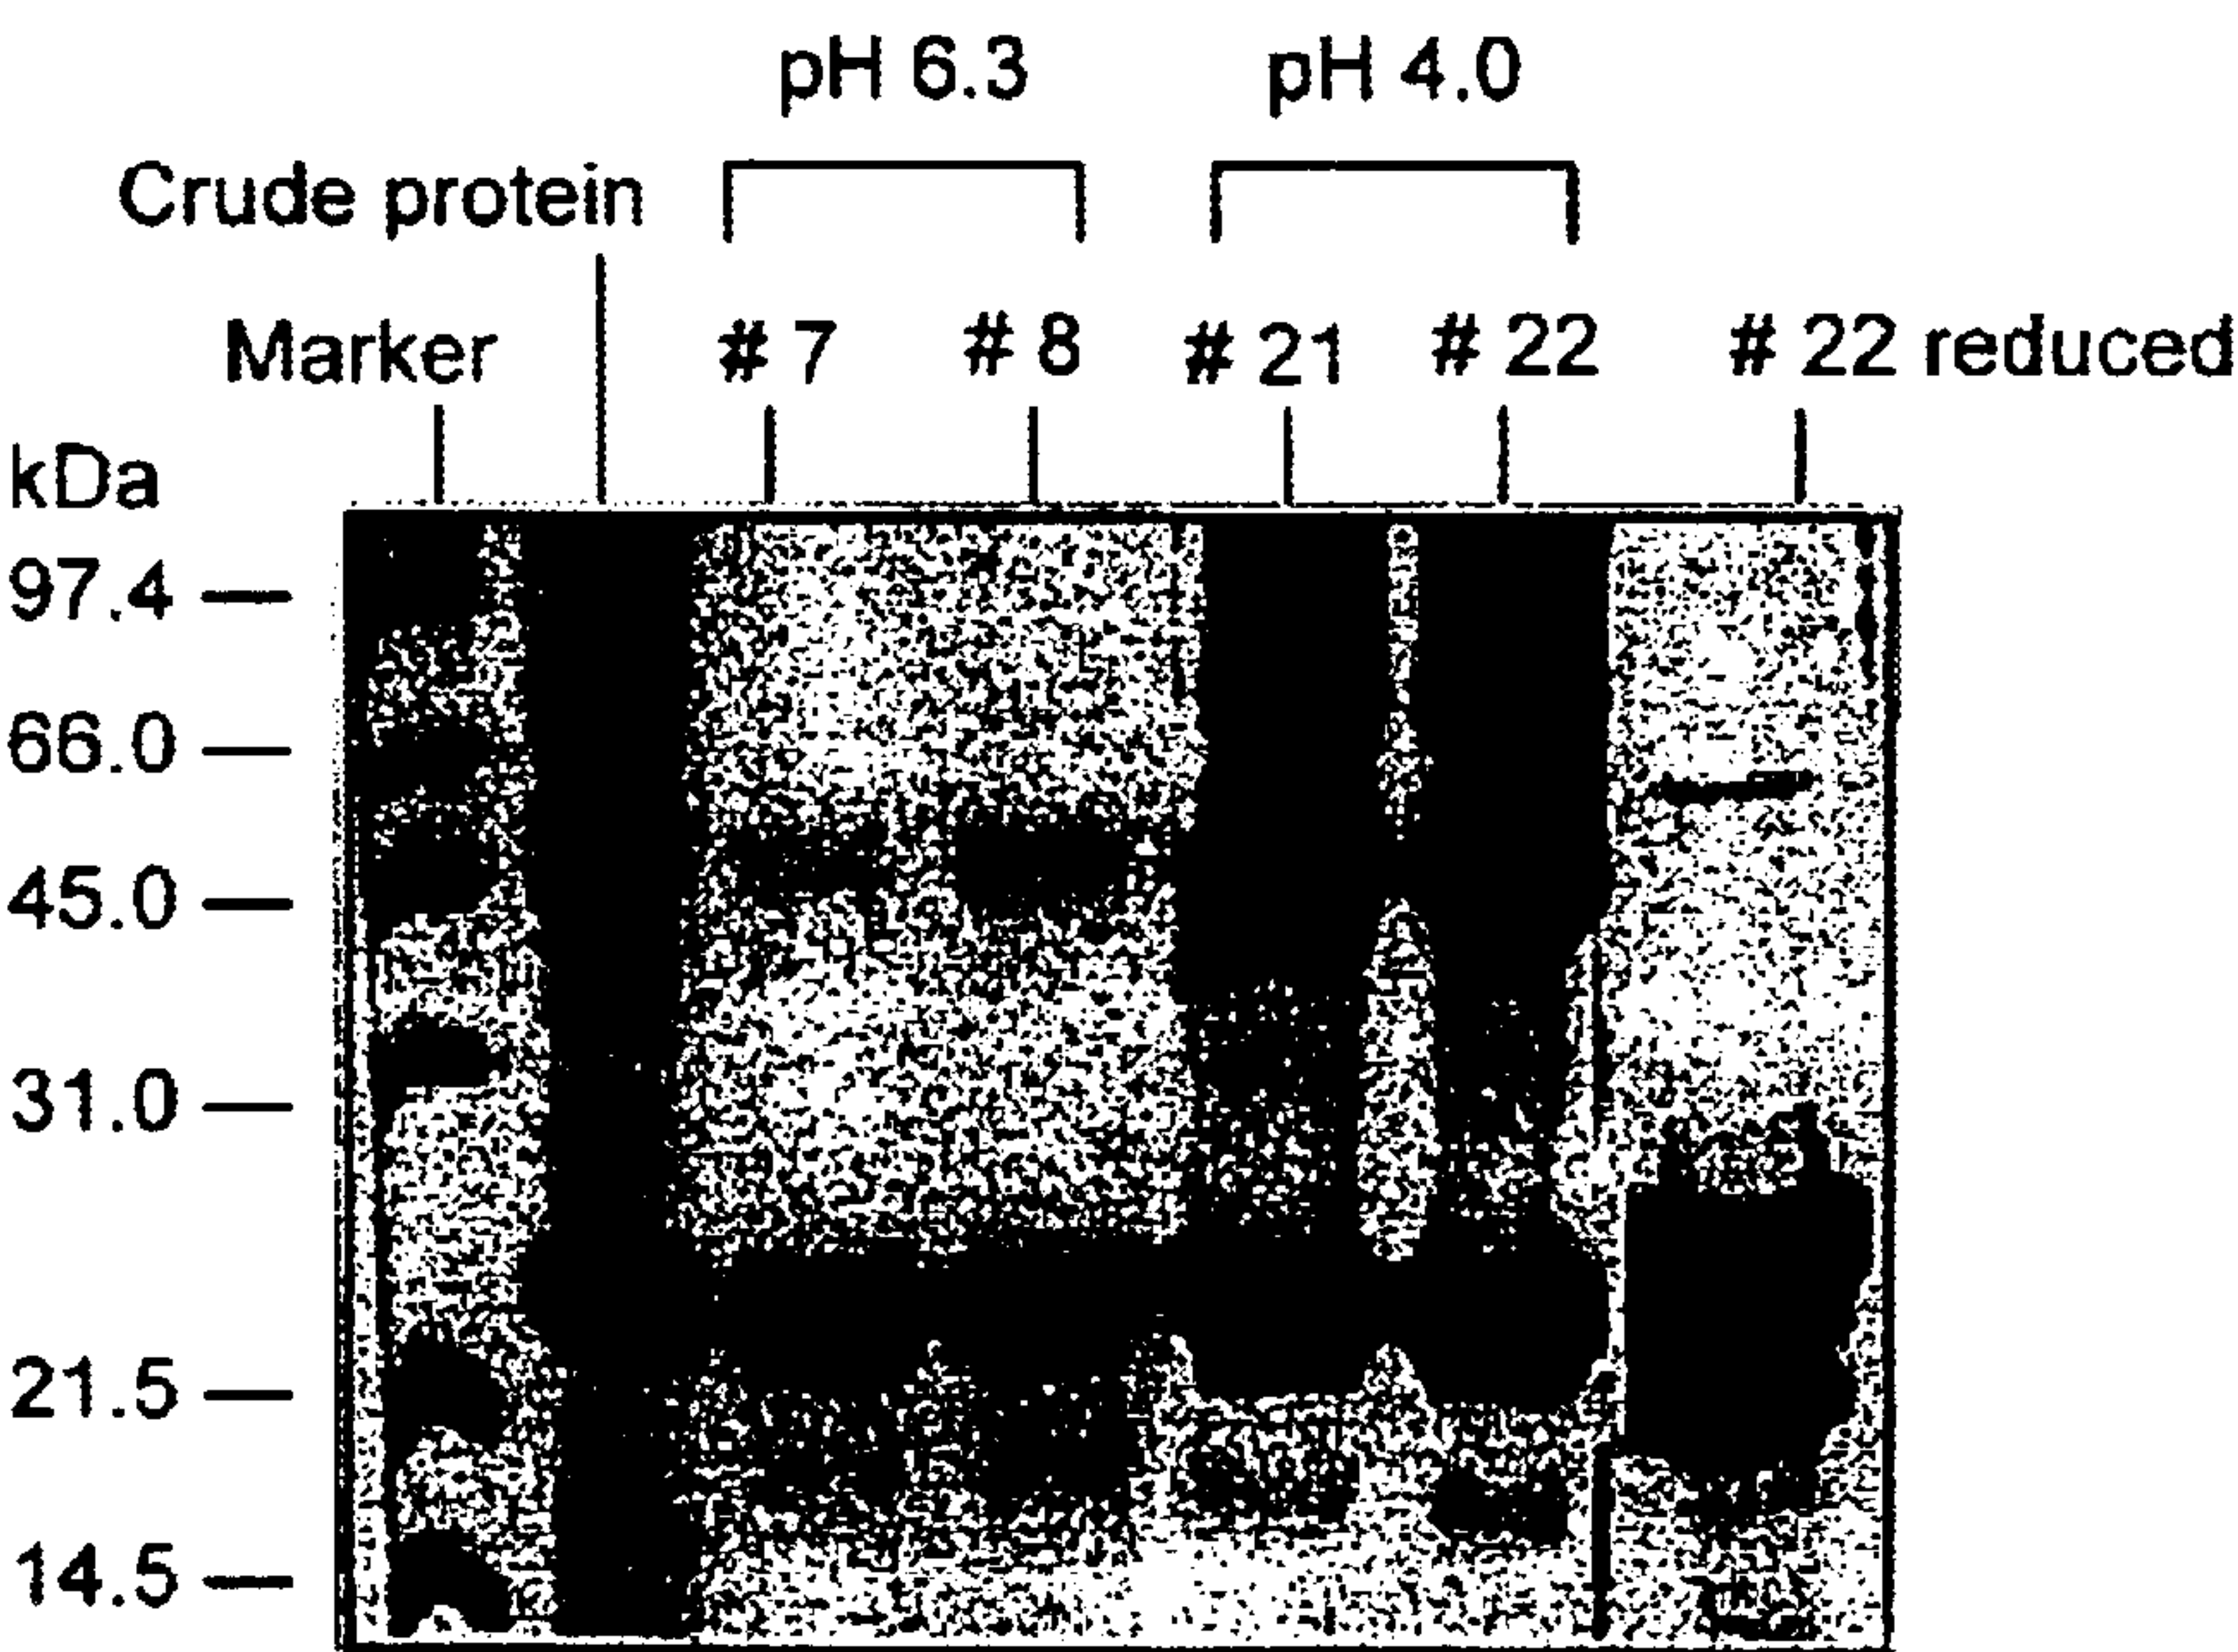 pH 6.3 pH 4.0
Crude protein
Marker # 7 # 8 # 21 # 22 # 22 reduced
kDa
97.4
66.0
45.0
31.0
21.5
14.5